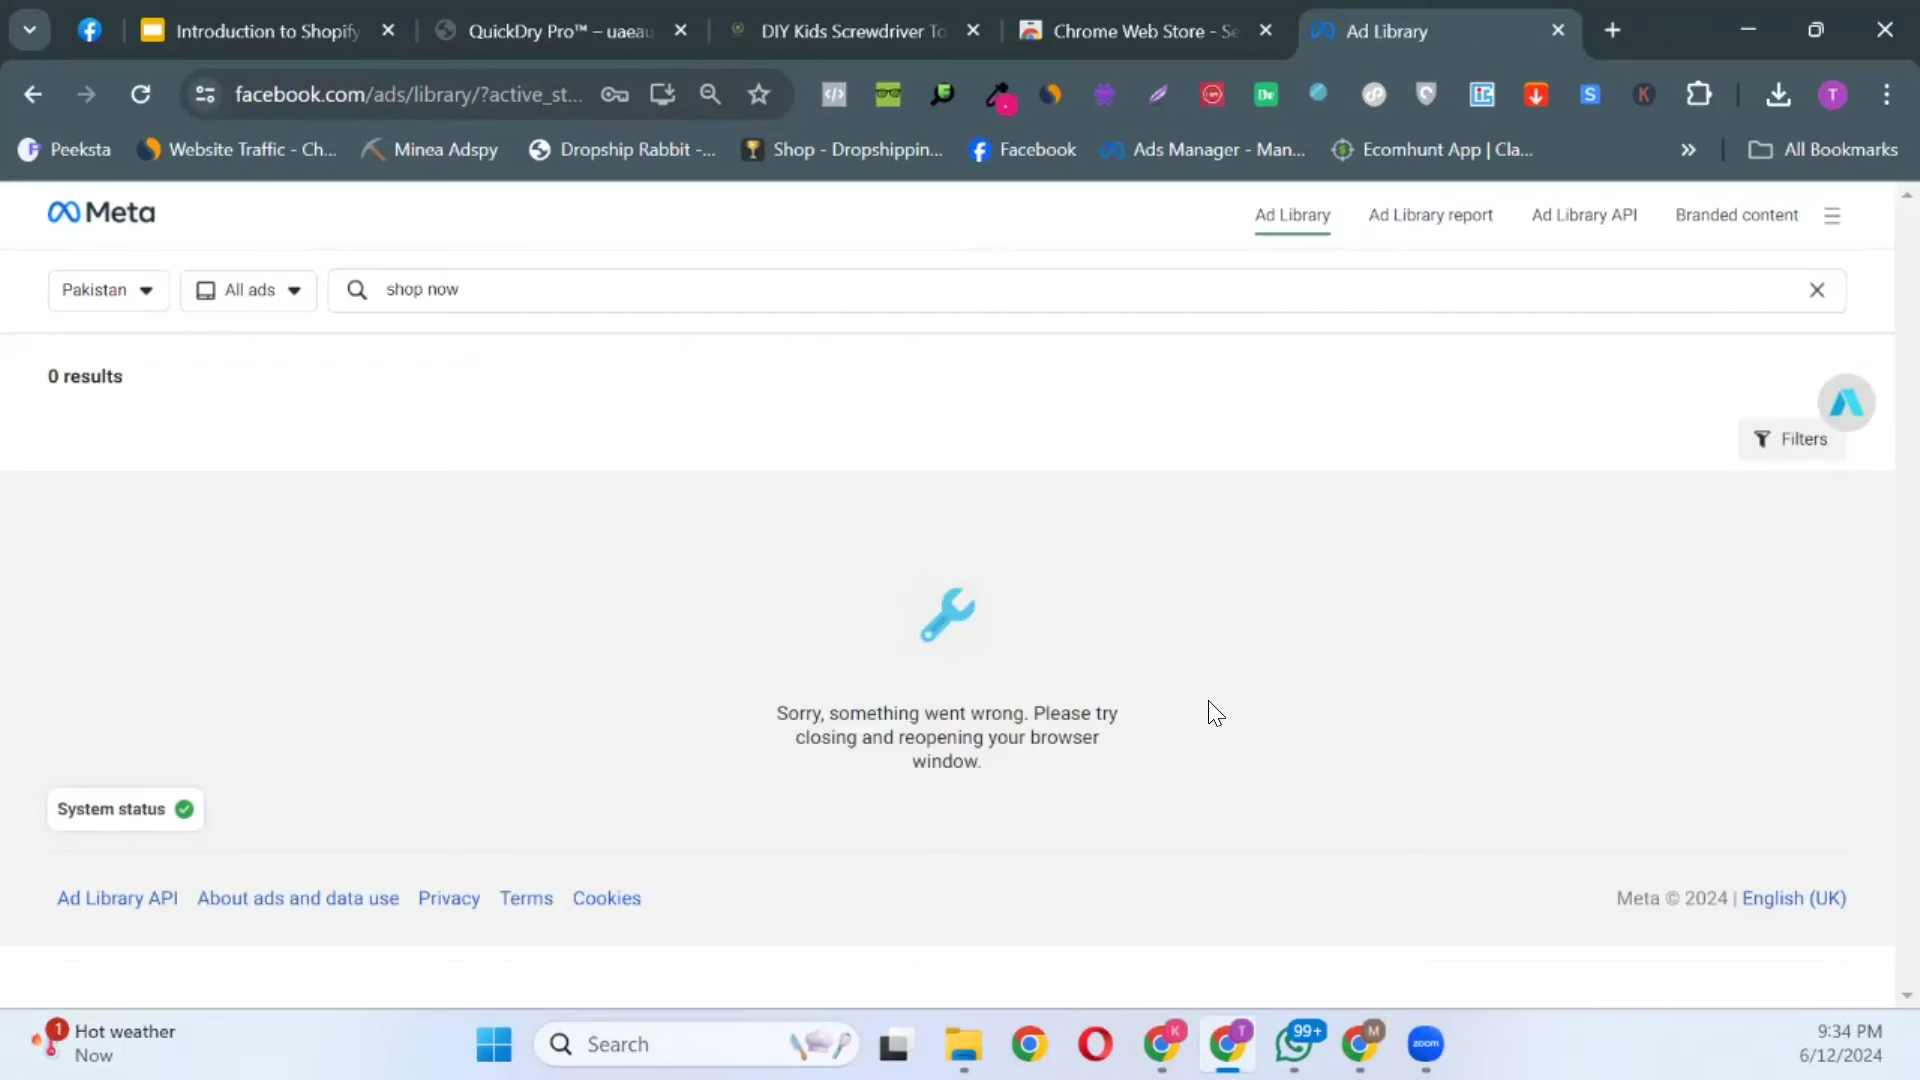 Introduction to Shopify
QuickDry Pro™ – uaeau
DIY Kids Screwdriver To
Chrome Web Store - Se
Ad Library
facebook.com/ads/library/?active_st...
T
Peeksta
Website Traffic - Ch...
Minea Adspy
Dropship Rabbit -...
Shop - Dropshippin...
Facebook
Ads Manager - Man...
Ecomhunt App | Cla...
»
All Bookmarks
Meta
Ad Library
Ad Library report
Ad Library API
Branded content
Pakistan
All ads
shop now
0 results
Filters
Sorry, something went wrong. Please try
closing and reopening your browser
window.
System status
Ad Library API
About ads and data use
Privacy
Terms
Cookies
Meta © 2024 | English (UK)
1
Hot weather
Now
Search
K
T
99+
M
zoom
9:34 PM
6/12/2024